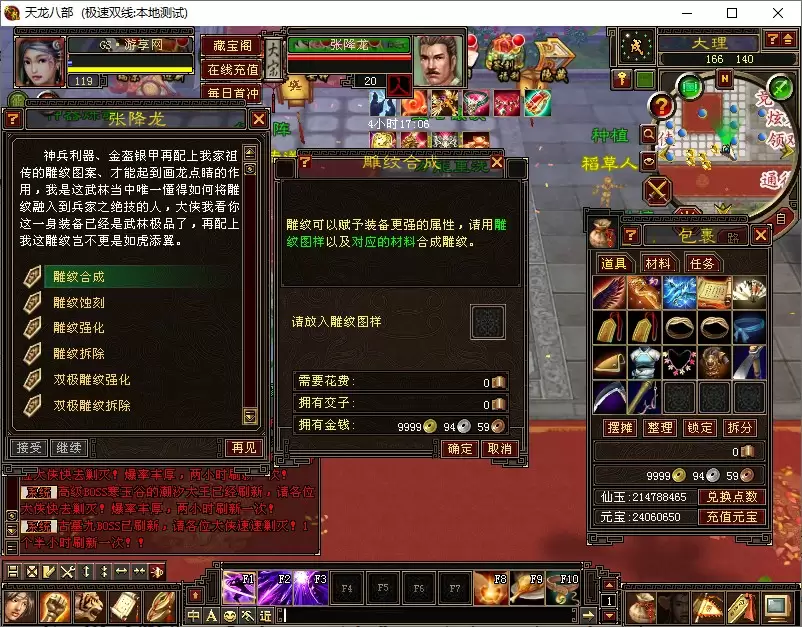 天龙八部 (极速双线:本地测试)
GS·游享网
119
藏宝阁
在线充值
每日首冲
大宋
张降龙
20
4小时17:06
大理
166 140
种植
稻草人
张降龙
神兵利器、金盔银甲再配上我家祖
传的雕纹图案、才能起到画龙点睛的作
用，我是这武林当中唯一懂得如何将雕
纹融入到兵家之绝技的人，大侠我看你
这一身装备已经是武林极品了，再配上
我这雕纹岂不更是如虎添翼。
雕纹合成
雕纹蚀刻
雕纹强化
雕纹拆除
双极雕纹强化
双极雕纹拆除
接受
继续
再见
雕纹合成
雕纹可以赋予装备更强的属性，请用雕
纹图样以及对应的材料合成雕纹。
请放入雕纹图样
需要花费: 0
拥有交子: 0
拥有金钱: 9999 94 59
确定
取消
包裹
道具
材料
任务
摆摊
整理
锁定
拆分
0
9999 94 59
仙玉:214788465
兑换点数
元宝:24060650
充值元宝
大侠快去剿灭！爆率丰厚，两小时刷
系统 高级BOSS寒玉谷的潮汐大王已经刷新，请各位
大侠快去剿灭！爆率丰厚，两小时刷新一次！
系统 古墓九BOSS已刷新，请各位大侠速速剿灭！1
个半小时刷新一次！！
F1
F2
F3
F4
F5
F6
F7
F8
F9
F10
中
近
1